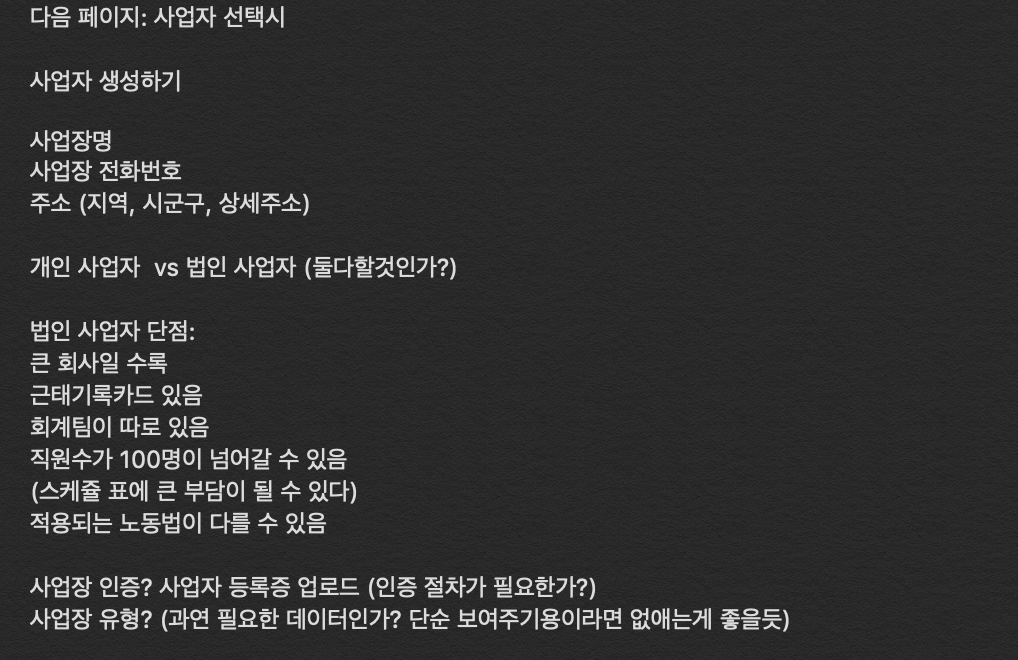 다음 페이지: 사업자 선택시
사업자 생성하기
사업장명
사업장 전화번호
주소 (지역, 시군구, 상세주소)
개인 사업자  vs 법인 사업자 (둘다할것인가?)
법인 사업자 단점:
큰 회사일 수록
근태기록카드 있음
회계팀이 따로 있음
직원수가 100명이 넘어갈 수 있음
(스케쥴 표에 큰 부담이 될 수 있다)
적용되는 노동법이 다를 수 있음
사업장 인증? 사업자 등록증 업로드 (인증 절차가 필요한가?)
사업장 유형? (과연 필요한 데이터인가? 단순 보여주기용이라면 없애는게 좋을듯)